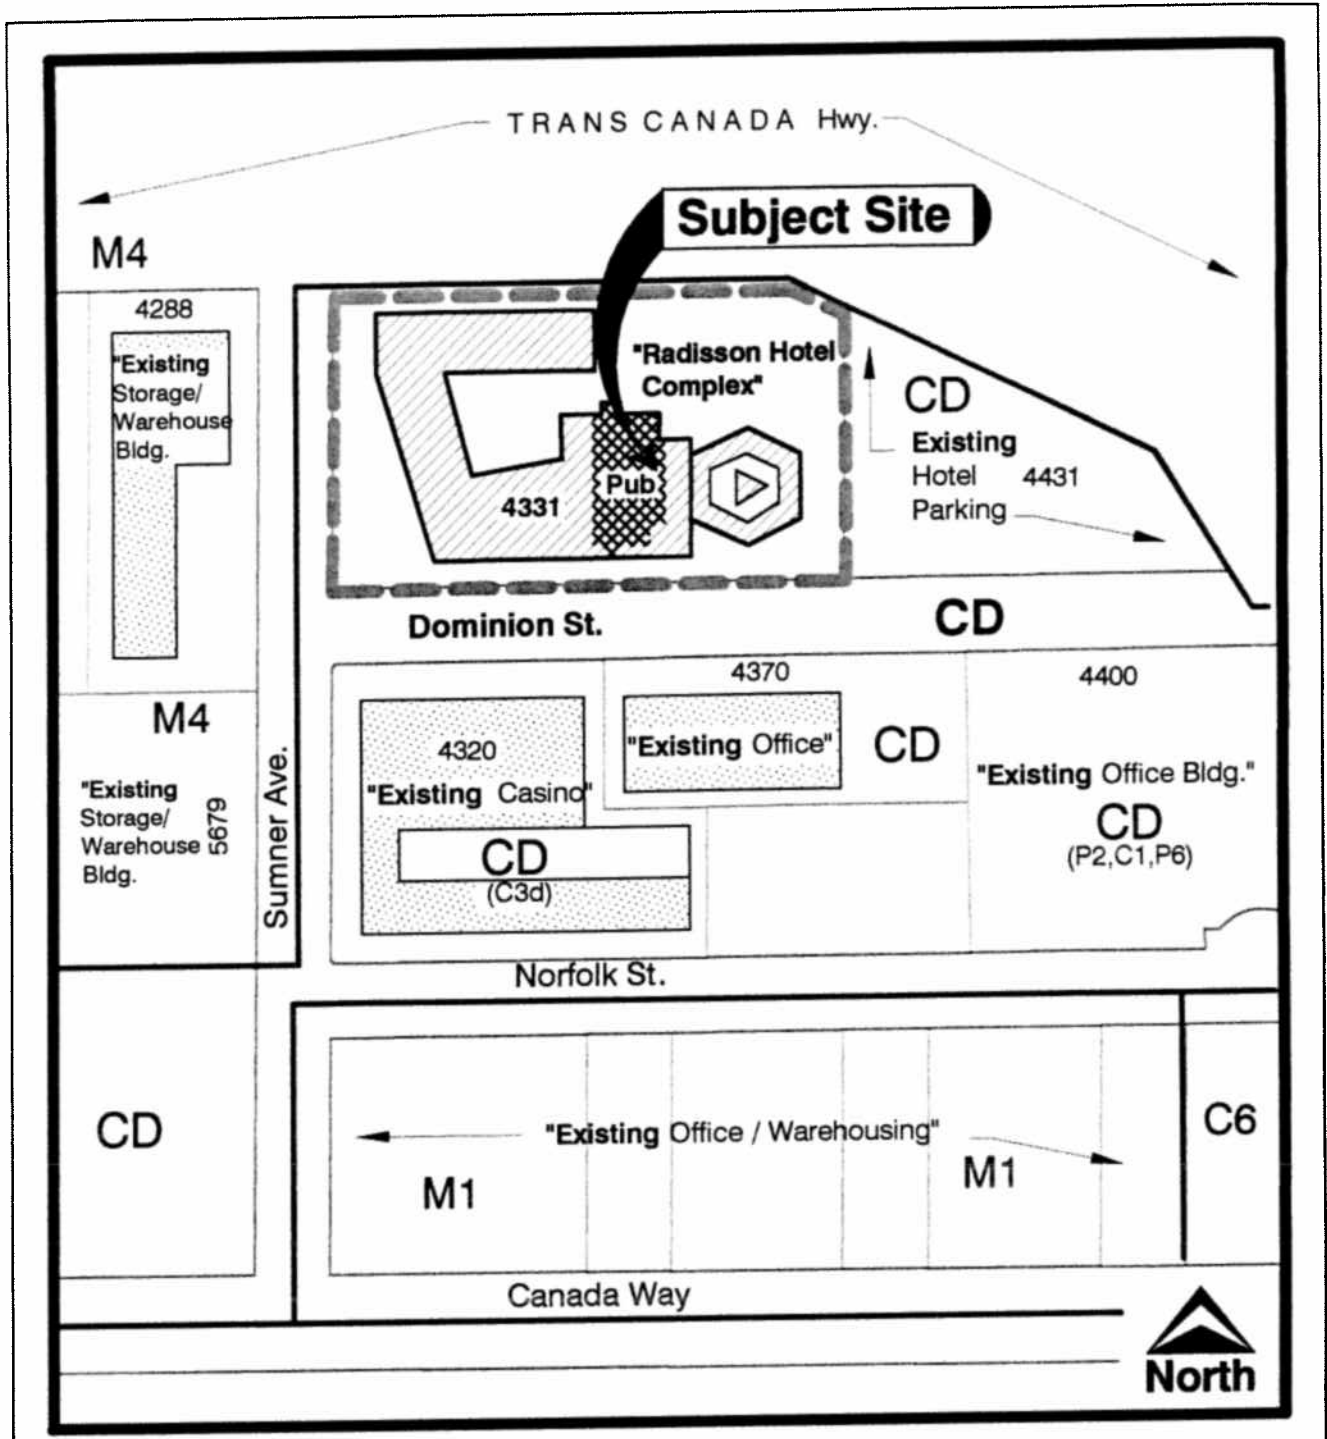 TRANS CANADA Hwy.
Subject Site
M4
4288
"Existing
Storage/
Warehouse
Bldg.
"Radisson Hotel
Complex"
CD
Existing
Hotel 4431
Parking
Pub
4331
Dominion St.
CD
4370
4400
M4
4320
"Existing Office"
CD
"Existing Office Bldg."
"Existing
Storage/
Warehouse
Bldg.
5679
Sumner Ave.
"Existing Casino"
CD
(P2,C1,P6)
CD
(C3d)
Norfolk St.
CD
"Existing Office / Warehousing"
C6
M1
M1
Canada Way
North